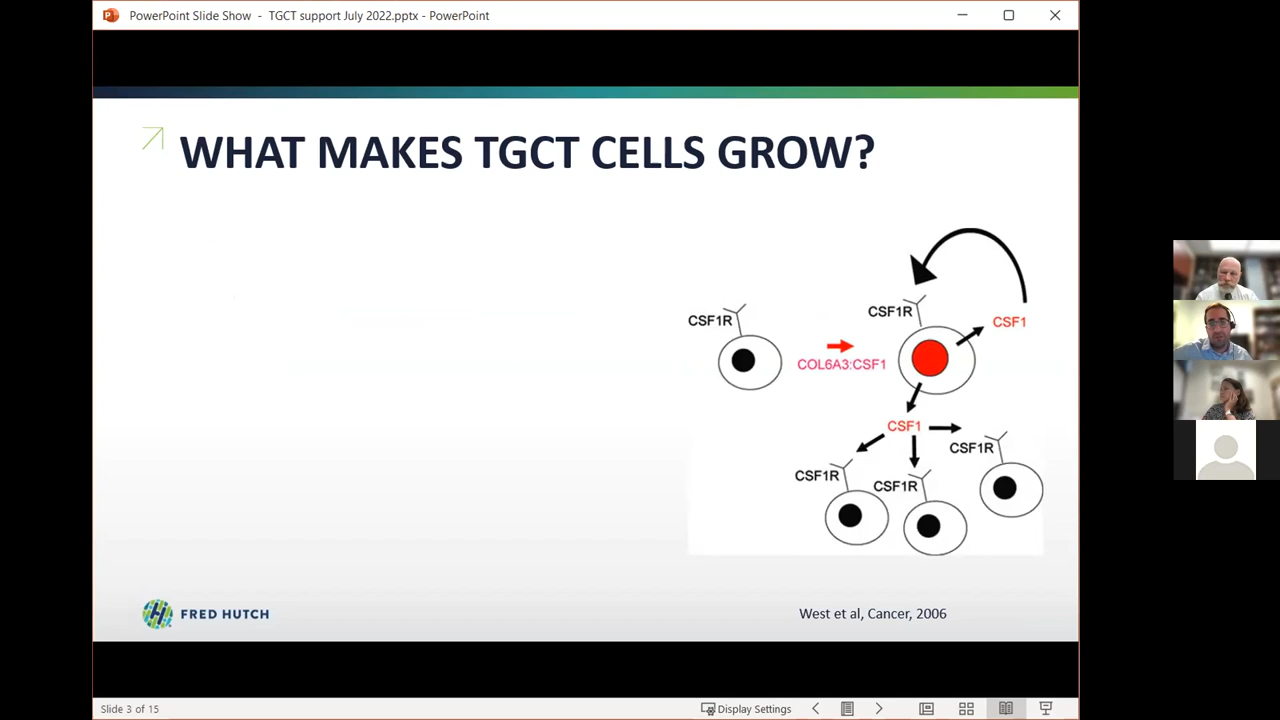 PowerPoint Slide Show - TGCT support July 2022.pptx - PowerPoint
WHAT MAKES TGCT CELLS GROW?
CSF1R
CSF1R
CSF1
COL6A3:CSF1
CSF1
CSF1R
CSF1R
CSF1R
FRED HUTCH
West et al, Cancer, 2006
Slide 3 of 15
Display Settings